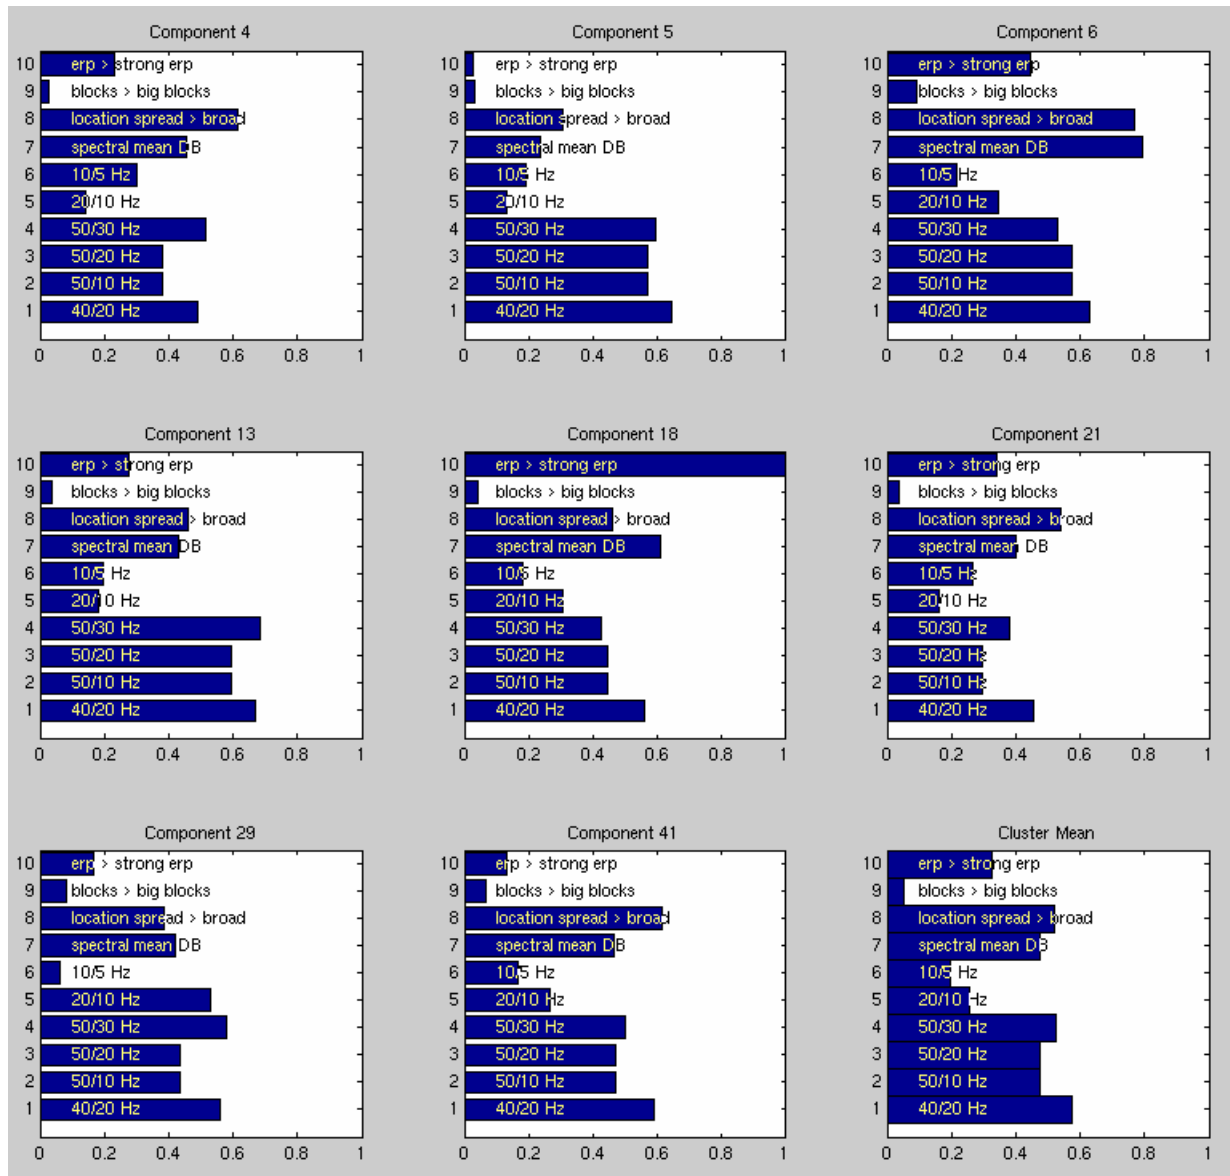 Component 4
10 erp > strong erp
9 blocks > big blocks
8 location spread > broad
7 spectral mean DB
6 10/5 Hz
5 20/10 Hz
4 50/30 Hz
3 50/20 Hz
2 50/10 Hz
1 40/20 Hz
0 0.2 0.4 0.6 0.8 1
Component 5
10 erp > strong erp
9 blocks > big blocks
8 location spread > broad
7 spectral mean DB
6 10/5 Hz
5 20/10 Hz
4 50/30 Hz
3 50/20 Hz
2 50/10 Hz
1 40/20 Hz
0 0.2 0.4 0.6 0.8 1
Component 6
10 erp > strong erp
9 blocks > big blocks
8 location spread > broad
7 spectral mean DB
6 10/5 Hz
5 20/10 Hz
4 50/30 Hz
3 50/20 Hz
2 50/10 Hz
1 40/20 Hz
0 0.2 0.4 0.6 0.8 1
Component 13
10 erp > strong erp
9 blocks > big blocks
8 location spread > broad
7 spectral mean DB
6 10/5 Hz
5 20/10 Hz
4 50/30 Hz
3 50/20 Hz
2 50/10 Hz
1 40/20 Hz
0 0.2 0.4 0.6 0.8 1
Component 18
10 erp > strong erp
9 blocks > big blocks
8 location spread > broad
7 spectral mean DB
6 10/5 Hz
5 20/10 Hz
4 50/30 Hz
3 50/20 Hz
2 50/10 Hz
1 40/20 Hz
0 0.2 0.4 0.6 0.8 1
Component 21
10 erp > strong erp
9 blocks > big blocks
8 location spread > broad
7 spectral mean DB
6 10/5 Hz
5 20/10 Hz
4 50/30 Hz
3 50/20 Hz
2 50/10 Hz
1 40/20 Hz
0 0.2 0.4 0.6 0.8 1
Component 29
10 erp > strong erp
9 blocks > big blocks
8 location spread > broad
7 spectral mean DB
6 10/5 Hz
5 20/10 Hz
4 50/30 Hz
3 50/20 Hz
2 50/10 Hz
1 40/20 Hz
0 0.2 0.4 0.6 0.8 1
Component 41
10 erp > strong erp
9 blocks > big blocks
8 location spread > broad
7 spectral mean DB
6 10/5 Hz
5 20/10 Hz
4 50/30 Hz
3 50/20 Hz
2 50/10 Hz
1 40/20 Hz
0 0.2 0.4 0.6 0.8 1
Cluster Mean
10 erp > strong erp
9 blocks > big blocks
8 location spread > broad
7 spectral mean DB
6 10/5 Hz
5 20/10 Hz
4 50/30 Hz
3 50/20 Hz
2 50/10 Hz
1 40/20 Hz
0 0.2 0.4 0.6 0.8 1